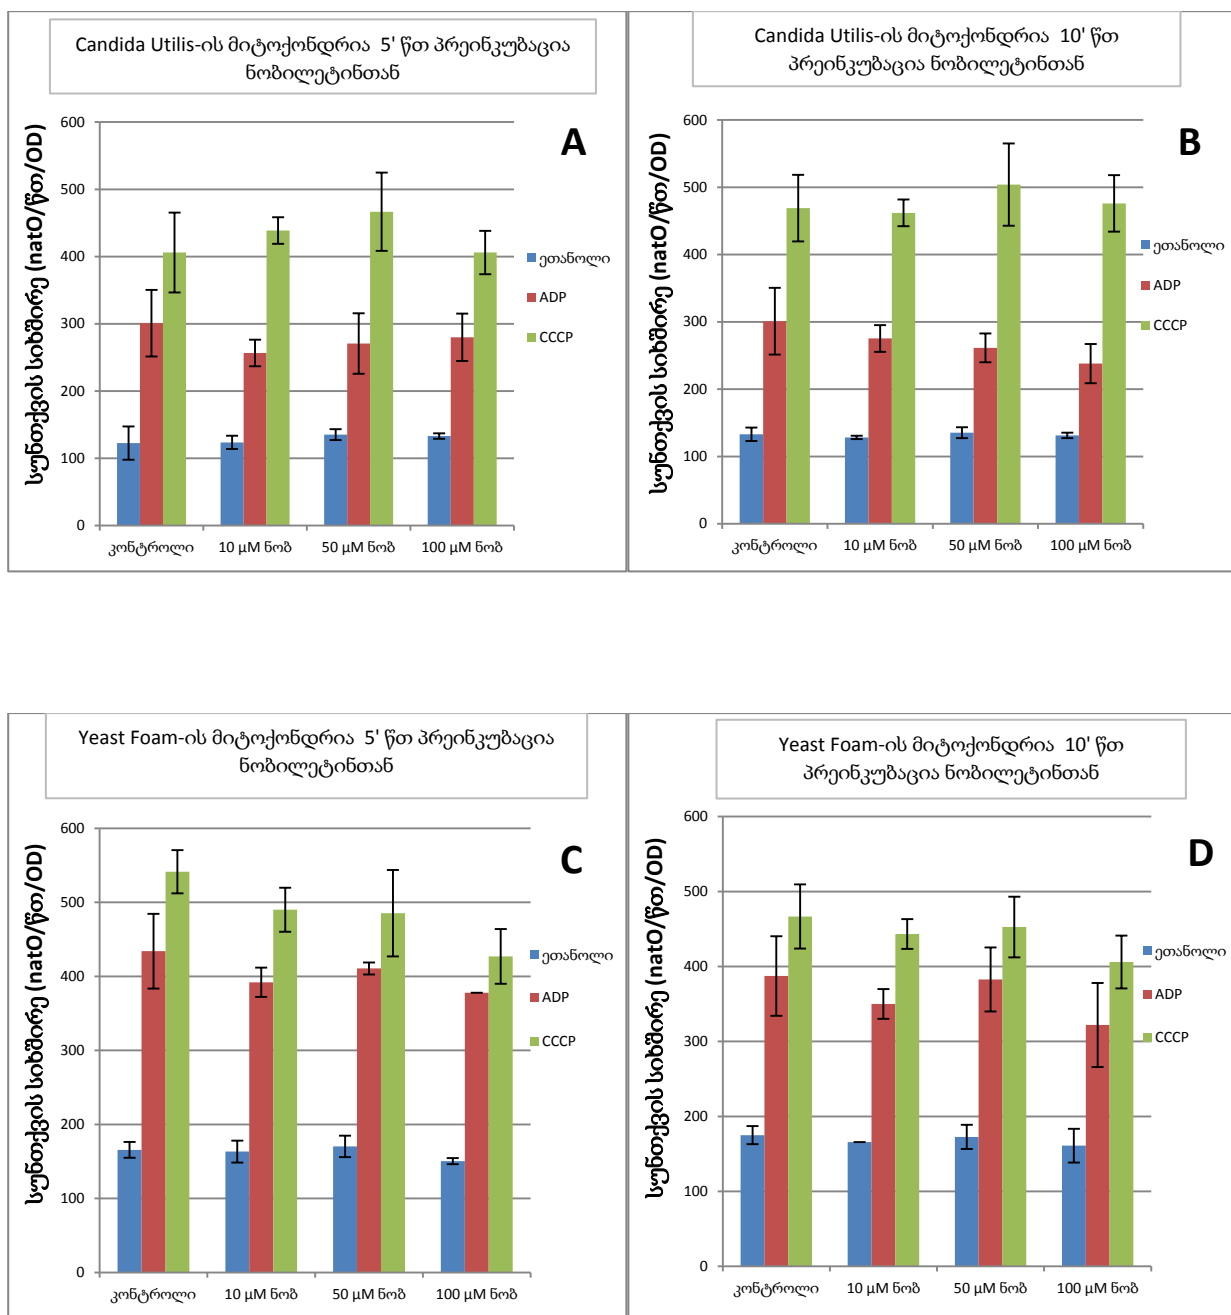 Candida Utilis-ის მიტოქონდრია 5' წთ პრეინკუბაცია
ნობილეტინთან
სუნთქვის სიხშირე (natO/წთ/OD)
600
500
400
300
200
100
0
A
ეთანოლი
ADP
CCCP
კონტროლი
10 µM ნობ
50 µM ნობ
100 µM ნობ
Candida Utilis-ის მიტოქონდრია 10' წთ
პრეინკუბაცია ნობილეტინთან
სუნთქვის სიხშირე (natO/წთ/OD)
600
500
400
300
200
100
0
B
ეთანოლი
ADP
CCCP
კონტროლი
10 µM ნობ
50 µM ნობ
100 µM ნობ
Yeast Foam-ის მიტოქონდრია 5' წთ პრეინკუბაცია
ნობილეტინთან
სუნთქვის სიხშირე (natO/წთ/OD)
600
500
400
300
200
100
0
C
ეთანოლი
ADP
CCCP
კონტროლი
10 µM ნობ
50 µM ნობ
100 µM ნობ
Yeast Foam-ის მიტოქონდრია 10' წთ
პრეინკუბაცია ნობილეტინთან
სუნთქვის სიხშირე (natO/წთ/OD)
600
500
400
300
200
100
0
D
ეთანოლი
ADP
CCCP
კონტროლი
10 µM ნობ
50 µM ნობ
100 µM ნობ